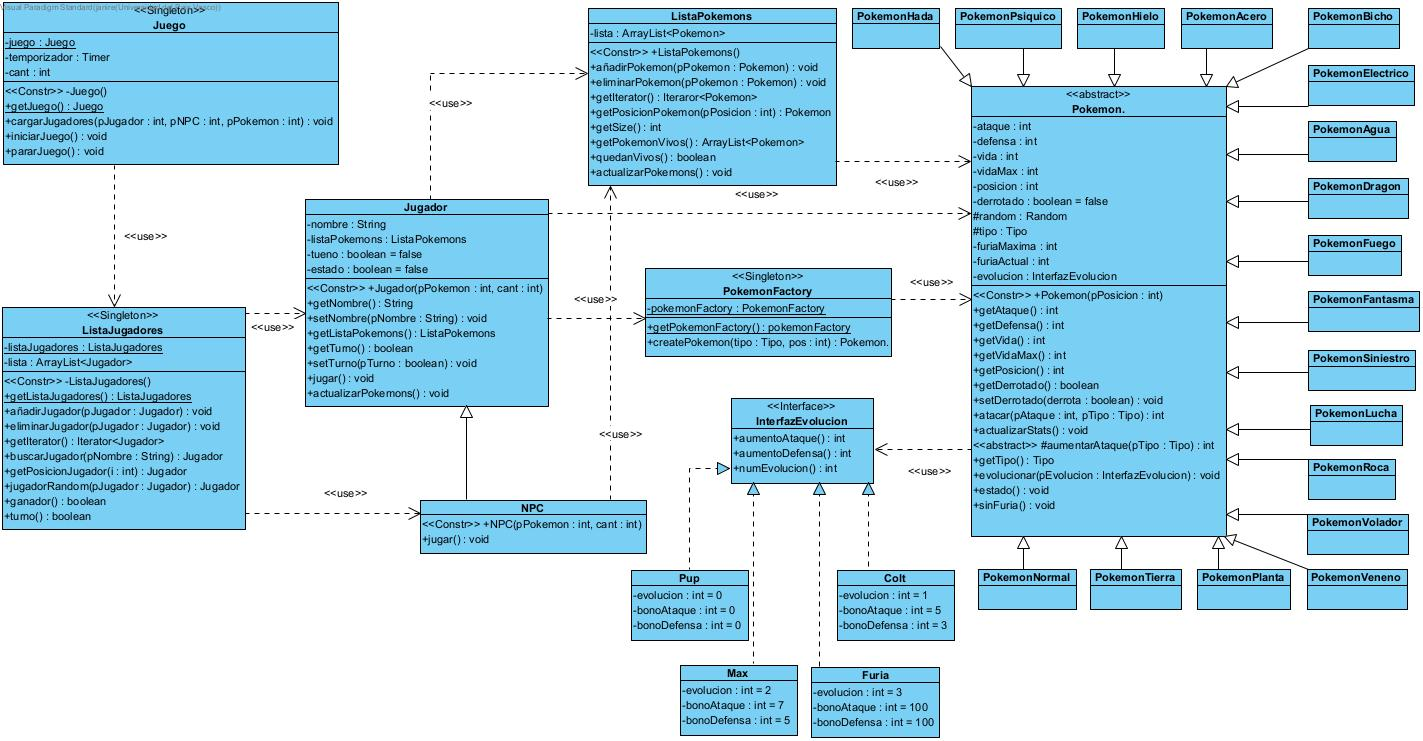 Visual Paradigm Standard(janire(Universidad del Pais Vasco))
<<Singleton>>
Juego
-juego : Juego
-temporizador : Timer
-cant : int
<<Constr>> -Juego()
+getJuego() : Juego
+cargarJugadores(pJugador : int, pNPC : int, pPokemon : int) : void
+iniciarJuego() : void
+pararJuego() : void
<<use>>
<<Singleton>>
ListaJugadores
-listaJugadores : ListaJugadores
-lista : ArrayList<Jugador>
<<Constr>> -ListaJugadores()
+getListaJugadores() : ListaJugadores
+añadirJugador(pJugador : Jugador) : void
+eliminarJugador(pJugador : Jugador) : void
+getIterator() : Iterator<Jugador>
+buscarJugador(pNombre : String) : Jugador
+getPosicionJugador(i : int) : Jugador
+jugadorRandom(pJugador : Jugador) : Jugador
+ganador() : boolean
+turno() : boolean
<<use>>
<<use>>
Jugador
-nombre : String
-listaPokemons : ListaPokemons
-tueno : boolean = false
-estado : boolean = false
<<Constr>> +Jugador(pPokemon : int, cant : int)
+getNombre() : String
+setNombre(pNombre : String) : void
+getListaPokemons() : ListaPokemons
+getTurno() : boolean
+setTurno(pTurno : boolean) : void
+jugar() : void
+actualizarPokemons() : void
<<use>>
<<use>>
<<use>>
NPC
<<Constr>> +NPC(pPokemon : int, cant : int)
+jugar() : void
<<use>>
ListaPokemons
-lista : ArrayList<Pokemon>
<<Constr>> +ListaPokemons()
+añadirPokemon(pPokemon : Pokemon) : void
+eliminarPokemon(pPokemon : Pokemon) : void
+getIterator() : Iteraror<Pokemon>
+getPosicionPokemon(pPosicion : int) : Pokemon
+getSize() : int
+getPokemonVivos() : ArrayList<Pokemon>
+quedanVivos() : boolean
+actualizarPokemons() : void
<<use>>
<<Singleton>>
PokemonFactory
-pokemonFactory : PokemonFactory
+getPokemonFactory() : pokemonFactory
+createPokemon(tipo : Tipo, pos : int) : Pokemon.
<<use>>
<<Interface>>
InterfazEvolucion
+aumentoAtaque() : int
+aumentoDefensa() : int
+numEvolucion() : int
<<use>>
Pup
-evolucion : int = 0
-bonoAtaque : int = 0
-bonoDefensa : int = 0
Colt
-evolucion : int = 1
-bonoAtaque : int = 5
-bonoDefensa : int = 3
Max
-evolucion : int = 2
-bonoAtaque : int = 7
-bonoDefensa : int = 5
Furia
-evolucion : int = 3
-bonoAtaque : int = 100
-bonoDefensa : int = 100
PokemonHada
PokemonPsiquico
PokemonHielo
PokemonAcero
PokemonBicho
<<abstract>>
Pokemon.
-ataque : int
-defensa : int
-vida : int
-vidaMax : int
-posicion : int
-derrotado : boolean = false
#random : Random
#tipo : Tipo
-furiaMaxima : int
-furiaActual : int
-evolucion : InterfazEvolucion
<<Constr>> +Pokemon(pPosicion : int)
+getAtaque() : int
+getDefensa() : int
+getVida() : int
+getVidaMax() : int
+getPosicion() : int
+getDerrotado() : boolean
+setDerrotado(derrota : boolean) : void
+atacar(pAtaque : int, pTipo : Tipo) : int
+actualizarStats() : void
<<abstract>> #aumentarAtaque(pTipo : Tipo) : int
+getTipo() : Tipo
+evolucionar(pEvolucion : InterfazEvolucion) : void
+estado() : void
+sinFuria() : void
PokemonElectrico
PokemonAgua
PokemonDragon
PokemonFuego
PokemonFantasma
PokemonSiniestro
PokemonLucha
PokemonRoca
PokemonVolador
PokemonNormal
PokemonTierra
PokemonPlanta
PokemonVeneno